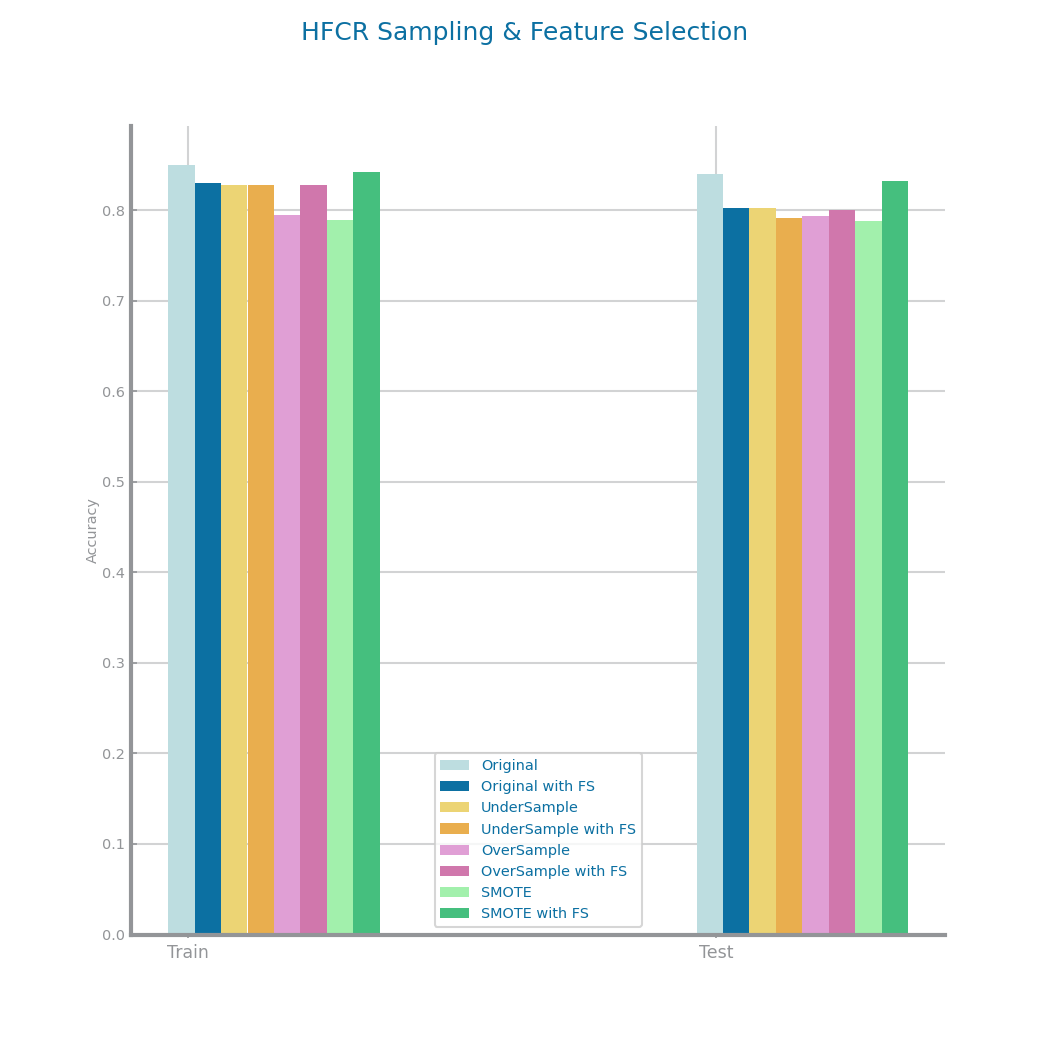 HFCR Sampling & Feature Selection
Accuracy
0.8
0.7
0.6
0.5
0.4
0.3
0.2
0.1
0.0
Train
Test
Original
Original with FS
UnderSample
UnderSample with FS
OverSample
OverSample with FS
SMOTE
SMOTE with FS